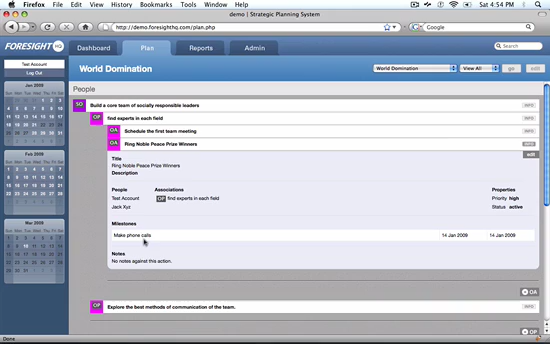 Firefox File Edit View History Bookmarks Tools Window Help Sat 4:54 PM
demo | Strategic Planning System
http://demo.foresighthq.com/plan.php
FORESIGHT HQ
Dashboard Plan Reports Admin
Search
Test Account
Log Out
World Domination
World Domination View All go edit
Jan 2009
Feb 2009
Mar 2009
People
SO Build a core team of socially responsible leaders INFO
OP find experts in each field INFO
OA Schedule the first team meeting INFO
OA Ring Noble Peace Prize Winners INFO
edit
Title
Ring Noble Peace Prize Winners
Description
People Associations Properties
Test Account OP find experts in each field Priority high
Jack Xyz Status active
Milestones
Make phone calls 14 Jan 2009 14 Jan 2009
Notes
No notes against this action.
OA
OP Explore the best methods of communication of the team. INFO
OP
Done